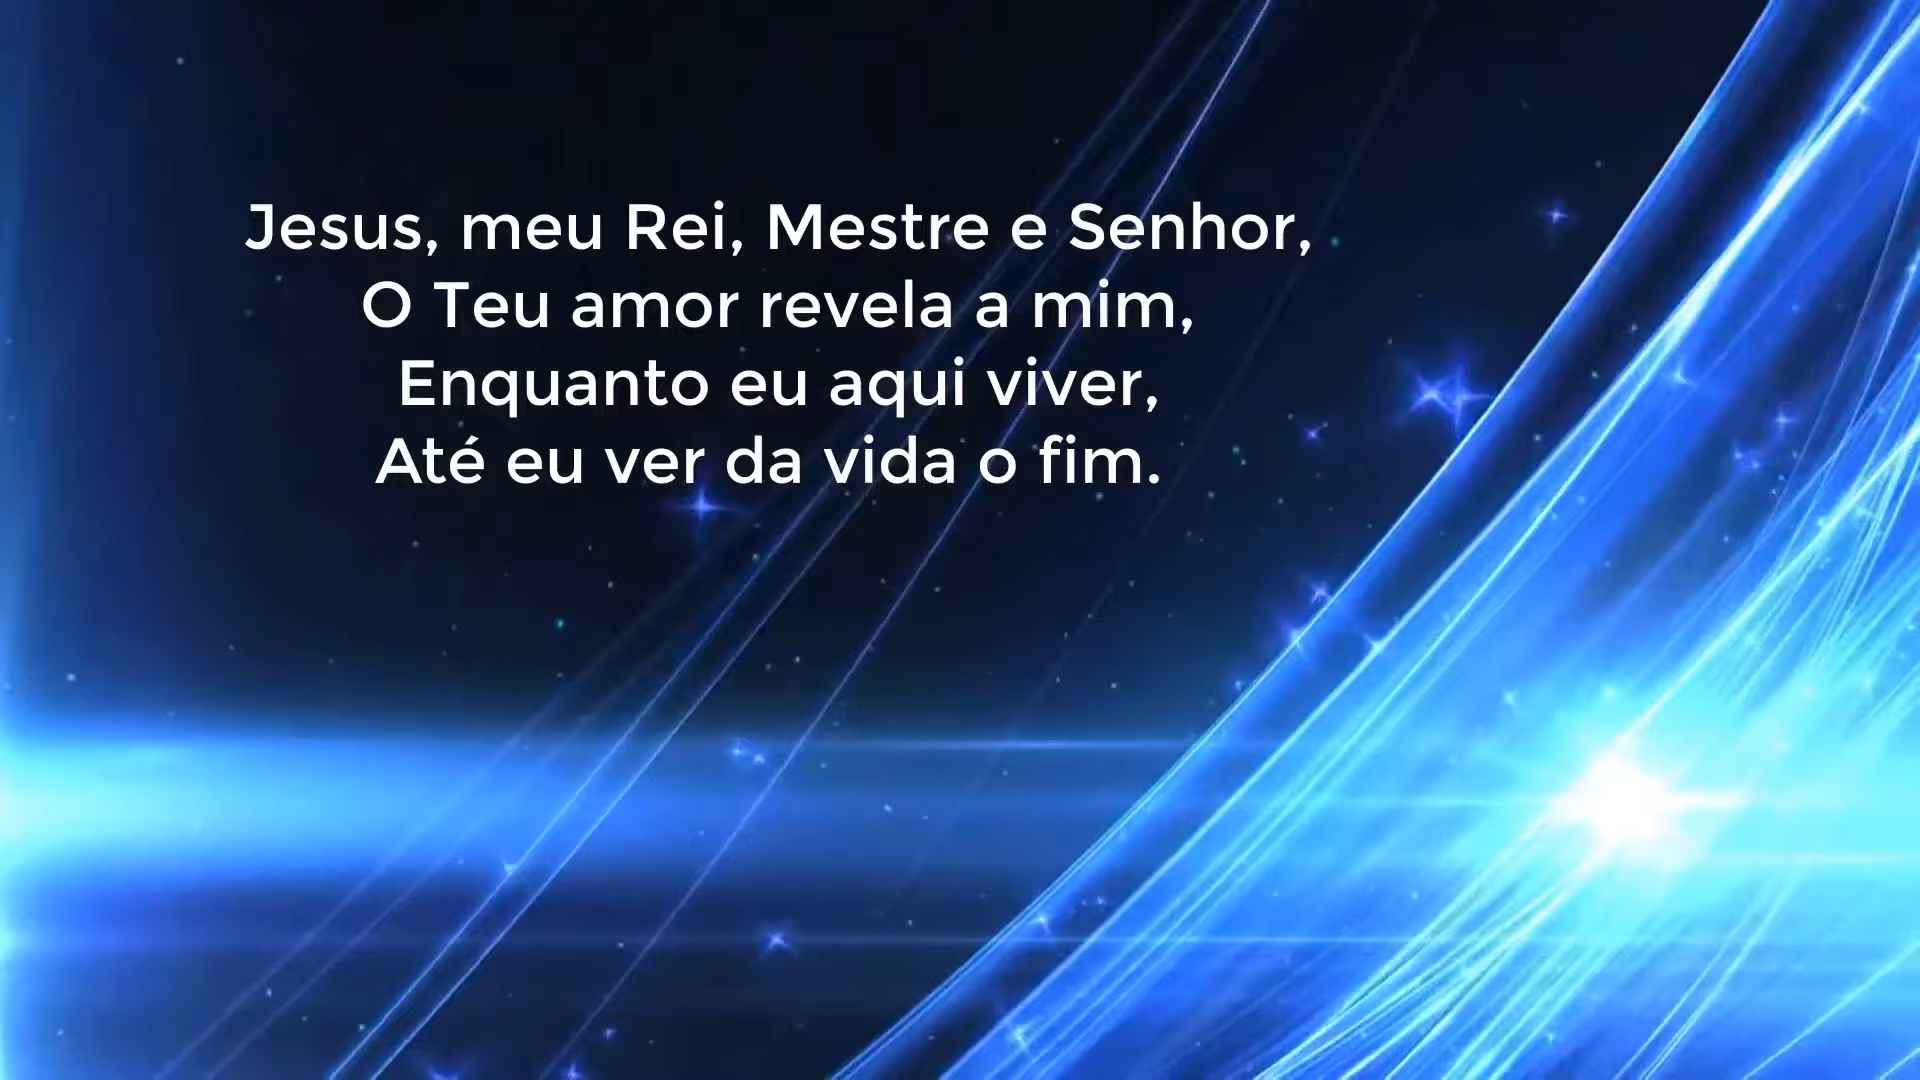 Jesus, meu Rei, Mestre e Senhor,
O Teu amor revela a mim,
Enquanto eu aqui viver,
Até eu ver da vida o fim.